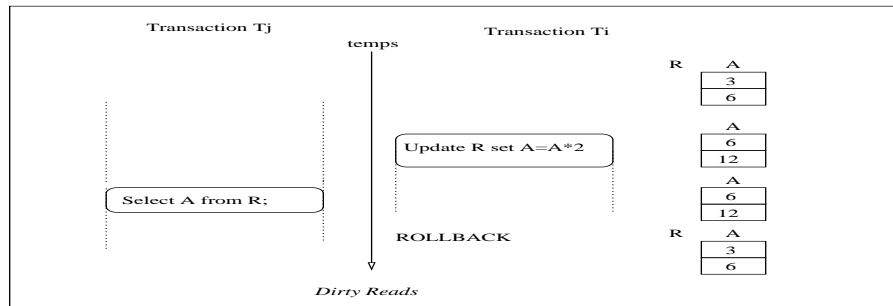 Transaction Tj
Transaction Ti
temps
R A
3
6
Update R set A=A*2
A
6
12
Select A from R;
A
6
12
ROLLBACK
R A
3
6
Dirty Reads